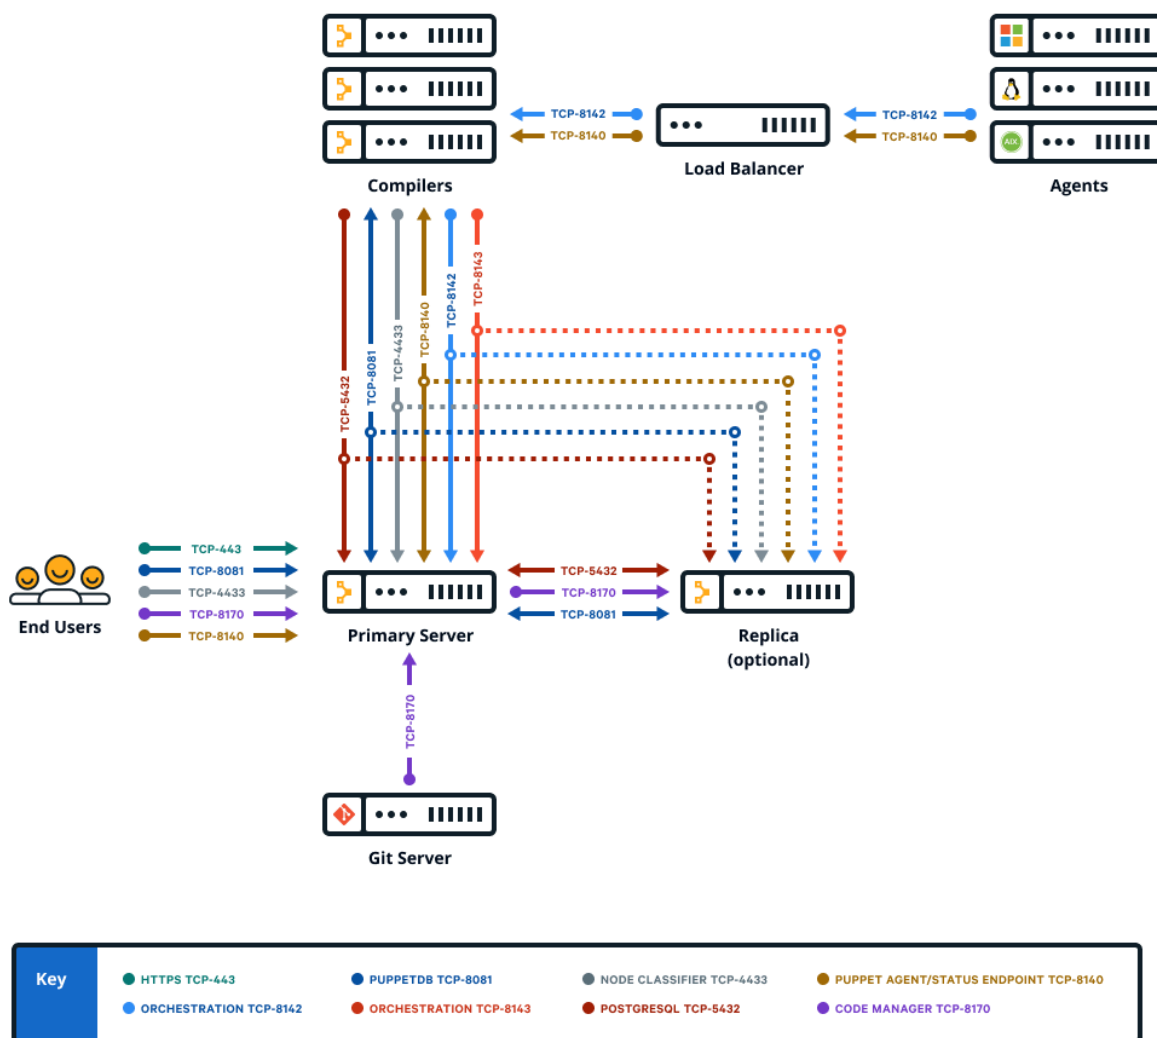 TCP-8142
TCP-8140
TCP-8142
TCP-8140
AIX
Compilers
Load Balancer
Agents
TCP-5432
TCP-8081
TCP-4433
TCP-8140
TCP-8142
TCP-8143
TCP-443
TCP-8081
TCP-4433
TCP-8170
TCP-8140
End Users
TCP-5432
TCP-8170
TCP-8081
Primary Server
Replica
(optional)
TCP-8170
Git Server
Key
HTTPS TCP-443
PUPPETDB TCP-8081
NODE CLASSIFIER TCP-4433
PUPPET AGENT/STATUS ENDPOINT TCP-8140
ORCHESTRATION TCP-8142
ORCHESTRATION TCP-8143
POSTGRESQL TCP-5432
CODE MANAGER TCP-8170